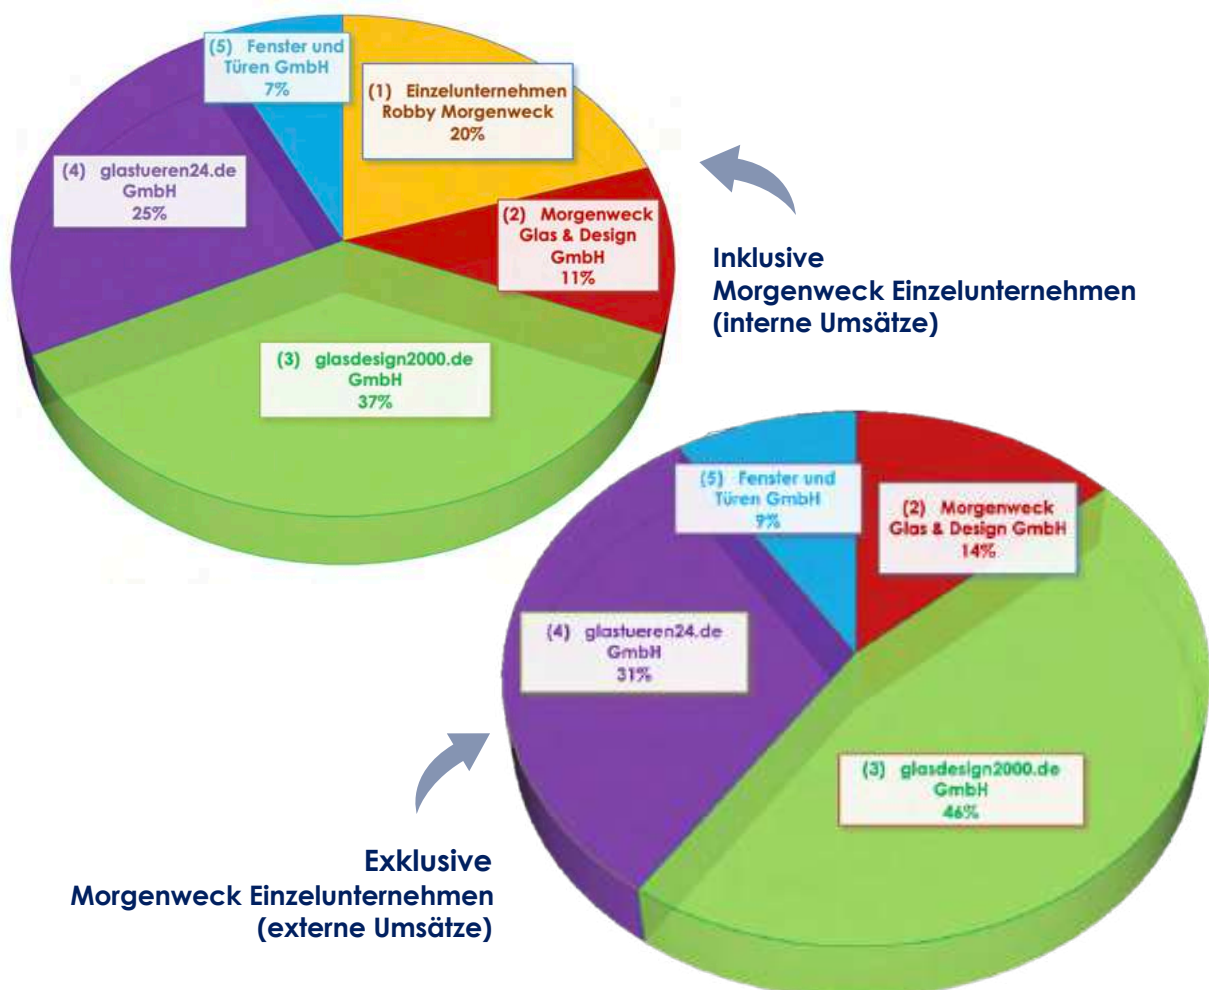 (5) Fenster und
Türen GmbH
7%
(1) Einzelunternehmen
Robby Morgenweck
20%
(4) glastueren24.de
GmbH
25%
(2) Morgenweck
Glas & Design
GmbH
11%
(3) glasdesign2000.de
GmbH
37%
Inklusive
Morgenweck Einzelunternehmen
(interne Umsätze)
(5) Fenster und
Türen GmbH
9%
(2) Morgenweck
Glas & Design GmbH
14%
(4) glastueren24.de
GmbH
31%
(3) glasdesign2000.de
GmbH
46%
Exklusive
Morgenweck Einzelunternehmen
(externe Umsätze)